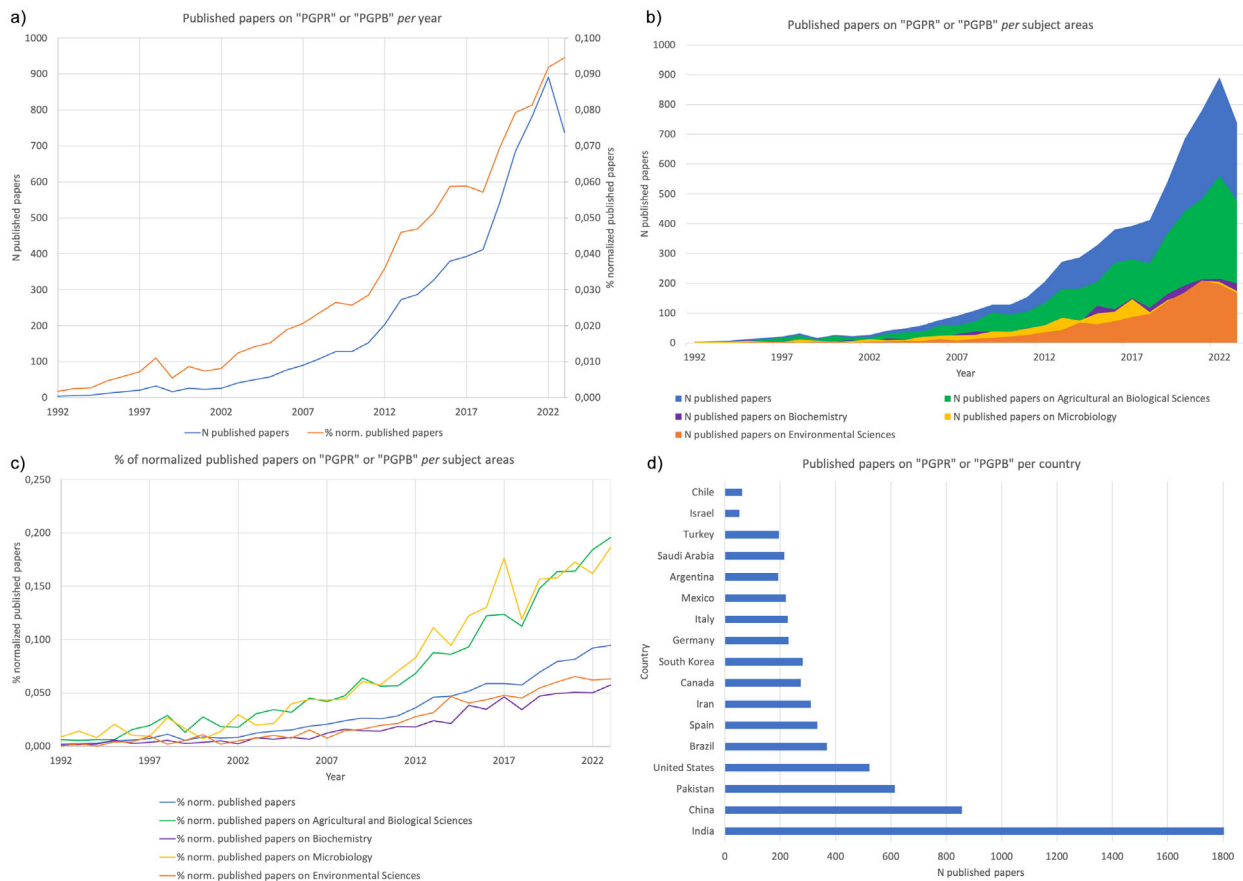 a)
Published papers on "PGPR" or "PGPB" per year
1000
900
800
700
600
500
400
300
200
100
0
N published papers
0,100
0,090
0,080
0,070
0,060
0,050
0,040
0,030
0,020
0,010
0,000
% normalized published papers
1992 1997 2002 2007 2012 2017 2022
N published papers % norm. published papers
b)
Published papers on "PGPR" or "PGPB" per subject areas
1000
900
800
700
600
500
400
300
200
100
0
N published papers
1992 1997 2002 2007 2012 2017 2022
Year
N published papers N published papers on Agricultural an Biological Sciences
N published papers on Biochemistry N published papers on Microbiology
N published papers on Environmental Sciences
c)
% of normalized published papers on "PGPR" or "PGPB" per subject areas
0,250
0,200
0,150
0,100
0,050
0,000
% normalized published papers
1992 1997 2002 2007 2012 2017 2022
Year
% norm. published papers
% norm. published papers on Agricultural and Biological Sciences
% norm. published papers on Biochemistry
% norm. published papers on Microbiology
% norm. published papers on Environmental Sciences
d)
Published papers on "PGPR" or "PGPB" per country
Country
Chile
Israel
Turkey
Saudi Arabia
Argentina
Mexico
Italy
Germany
South Korea
Canada
Iran
Spain
Brazil
United States
Pakistan
China
India
0 200 400 600 800 1000 1200 1400 1600 1800
N published papers